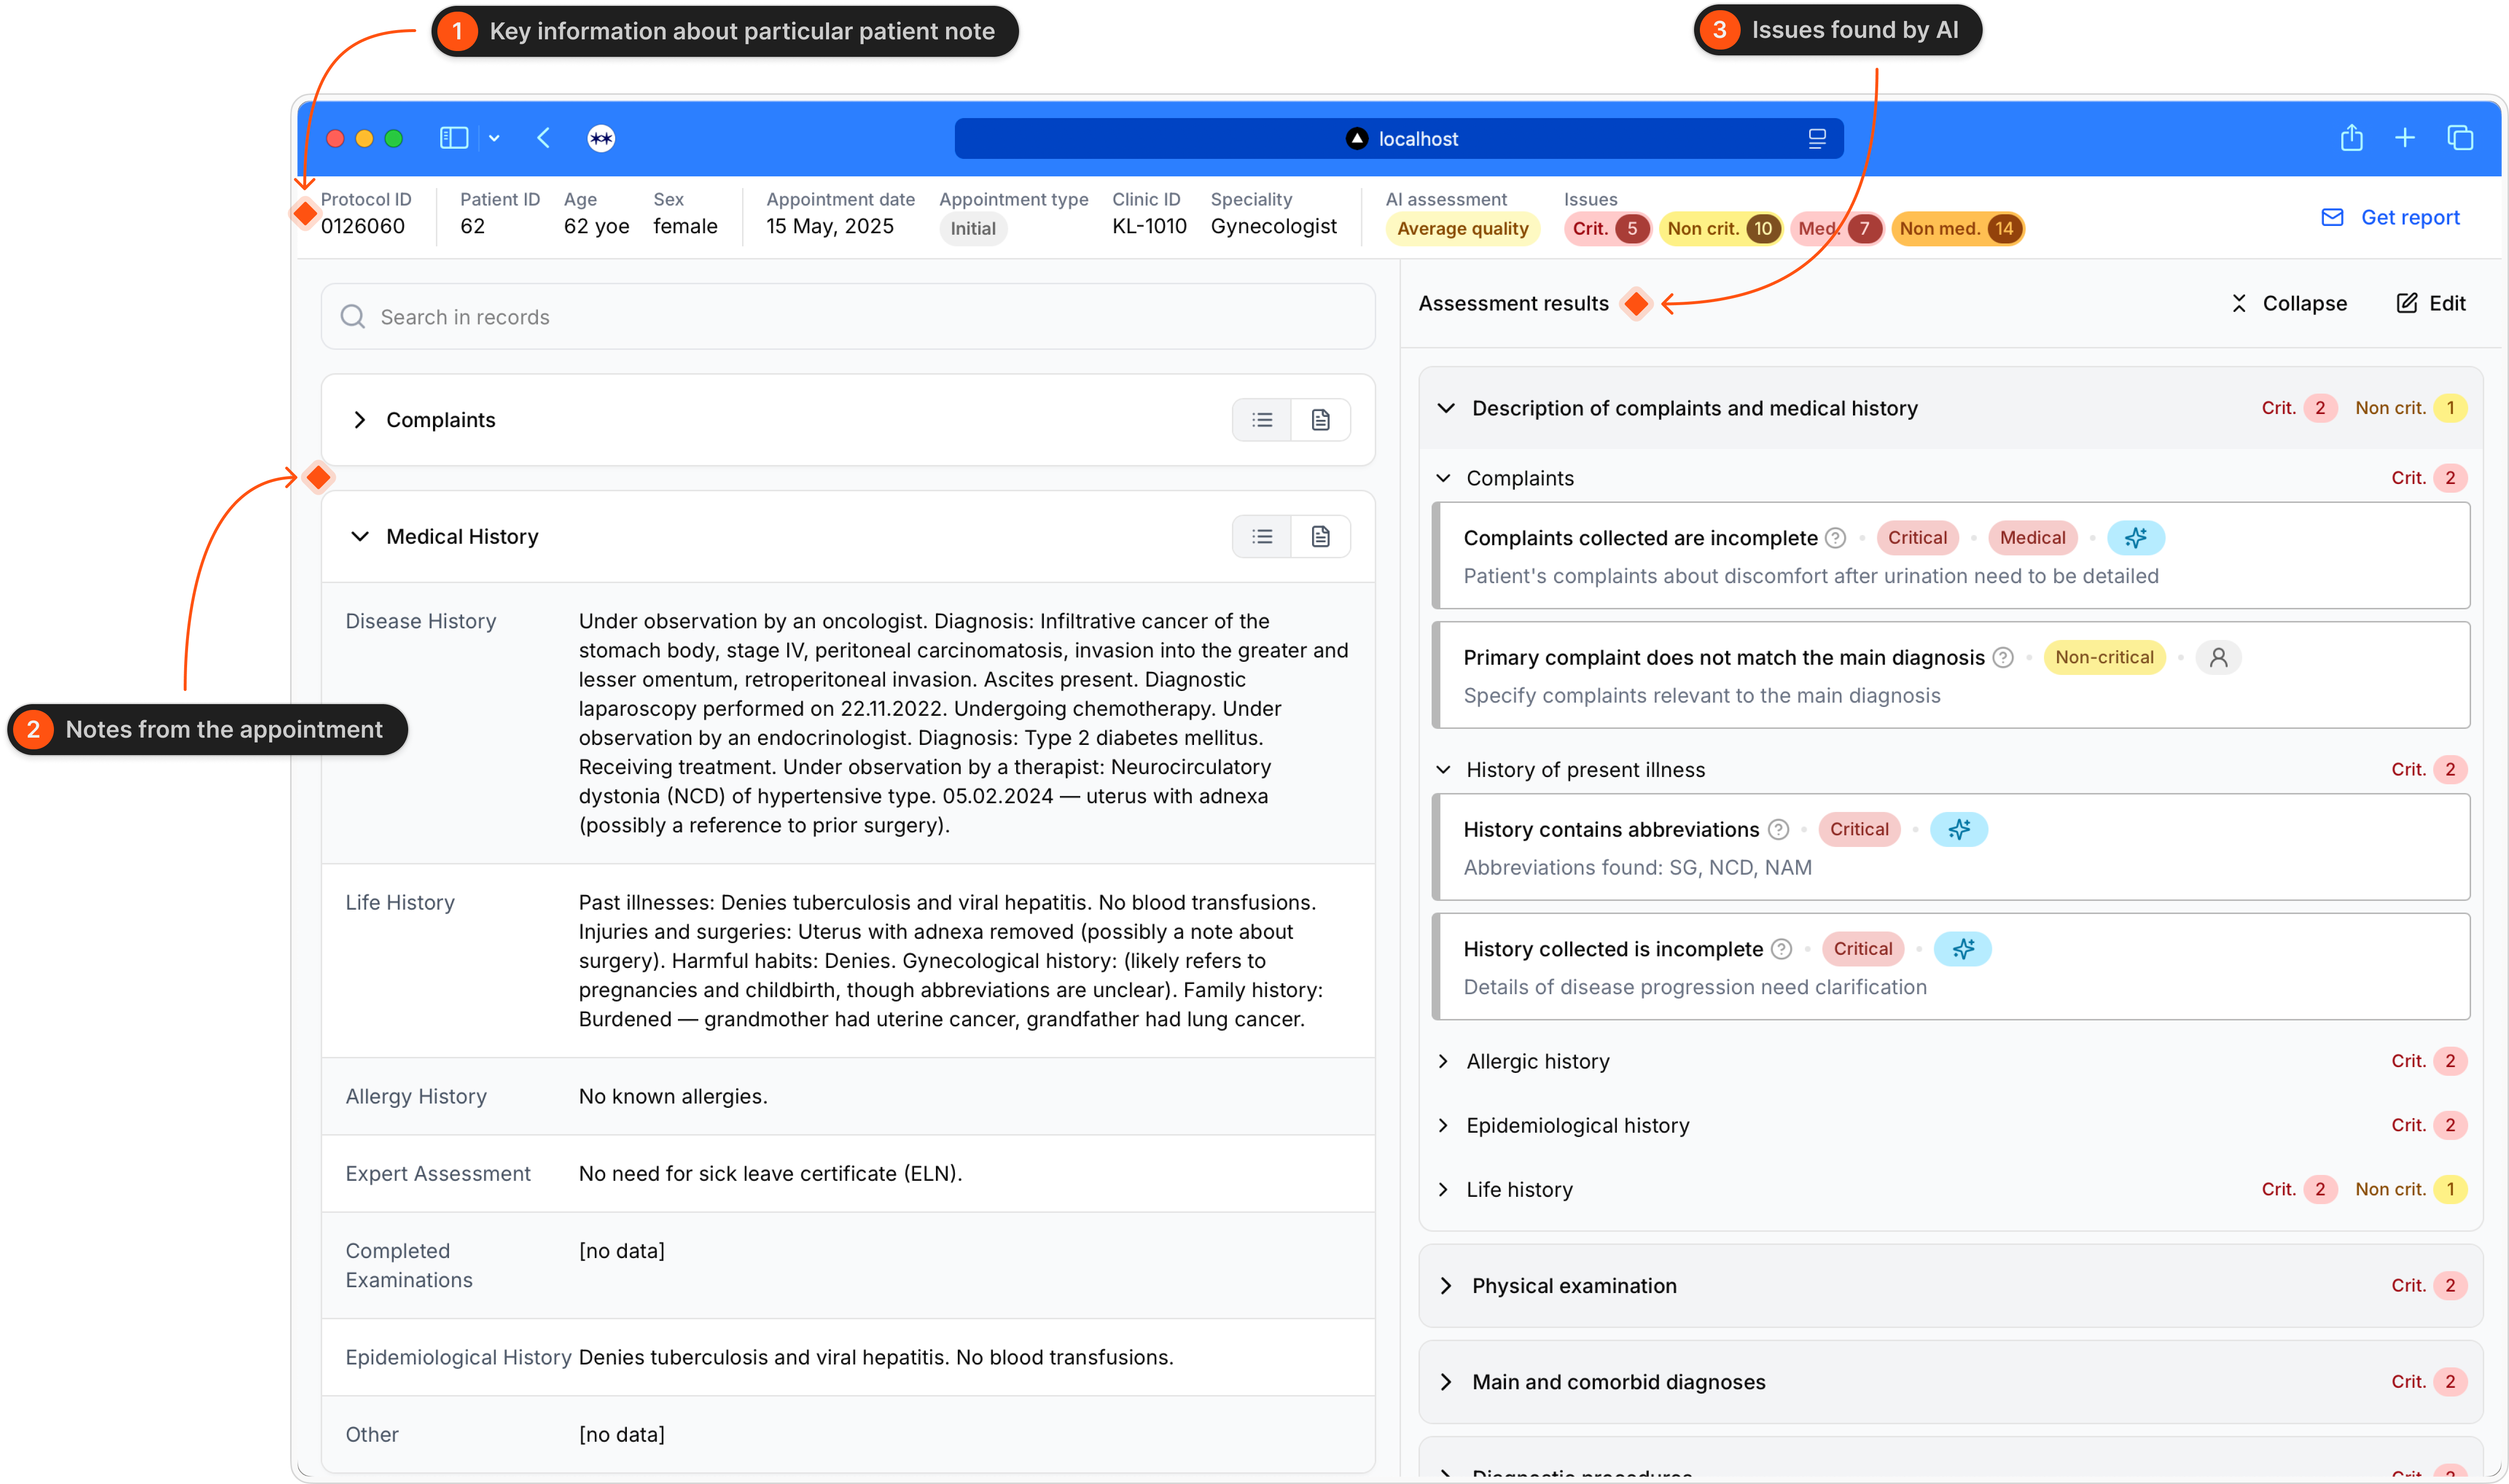 1 Key information about particular patient note
3 Issues found by AI
localhost
Protocol ID
0126060
Patient ID
62
Age
62 yoe
Sex
female
Appointment date
15 May, 2025
Appointment type
Initial
Clinic ID
KL-1010
Speciality
Gynecologist
AI assessment
Average quality
Issues
Crit. 5
Non crit. 10
Med. 7
Non med. 14
Get report
Search in records
Complaints
2 Notes from the appointment
Medical History
Disease History
Under observation by an oncologist. Diagnosis: Infiltrative cancer of the
stomach body, stage IV, peritoneal carcinomatosis, invasion into the greater and
lesser omentum, retroperitoneal invasion. Ascites present. Diagnostic
laparoscopy performed on 22.11.2022. Undergoing chemotherapy. Under
observation by an endocrinologist. Diagnosis: Type 2 diabetes mellitus.
Receiving treatment. Under observation by a therapist: Neurocirculatory
dystonia (NCD) of hypertensive type. 05.02.2024 — uterus with adnexa
(possibly a reference to prior surgery).
Life History
Past illnesses: Denies tuberculosis and viral hepatitis. No blood transfusions.
Injuries and surgeries: Uterus with adnexa removed (possibly a note about
surgery). Harmful habits: Denies. Gynecological history: (likely refers to
pregnancies and childbirth, though abbreviations are unclear). Family history:
Burdened — grandmother had uterine cancer, grandfather had lung cancer.
Allergy History
No known allergies.
Expert Assessment
No need for sick leave certificate (ELN).
Completed
Examinations
[no data]
Epidemiological History
Denies tuberculosis and viral hepatitis. No blood transfusions.
Other
[no data]
Assessment results
Collapse
Edit
Description of complaints and medical history
Crit. 2
Non crit. 1
Complaints
Crit. 2
Complaints collected are incomplete
Critical
Medical
Patient's complaints about discomfort after urination need to be detailed
Primary complaint does not match the main diagnosis
Non-critical
Specify complaints relevant to the main diagnosis
History of present illness
Crit. 2
History contains abbreviations
Critical
Abbreviations found: SG, NCD, NAM
History collected is incomplete
Critical
Details of disease progression need clarification
Allergic history
Crit. 2
Epidemiological history
Crit. 2
Life history
Crit. 2
Non crit. 1
Physical examination
Crit. 2
Main and comorbid diagnoses
Crit. 2
Diagnostic procedures
Crit. 2